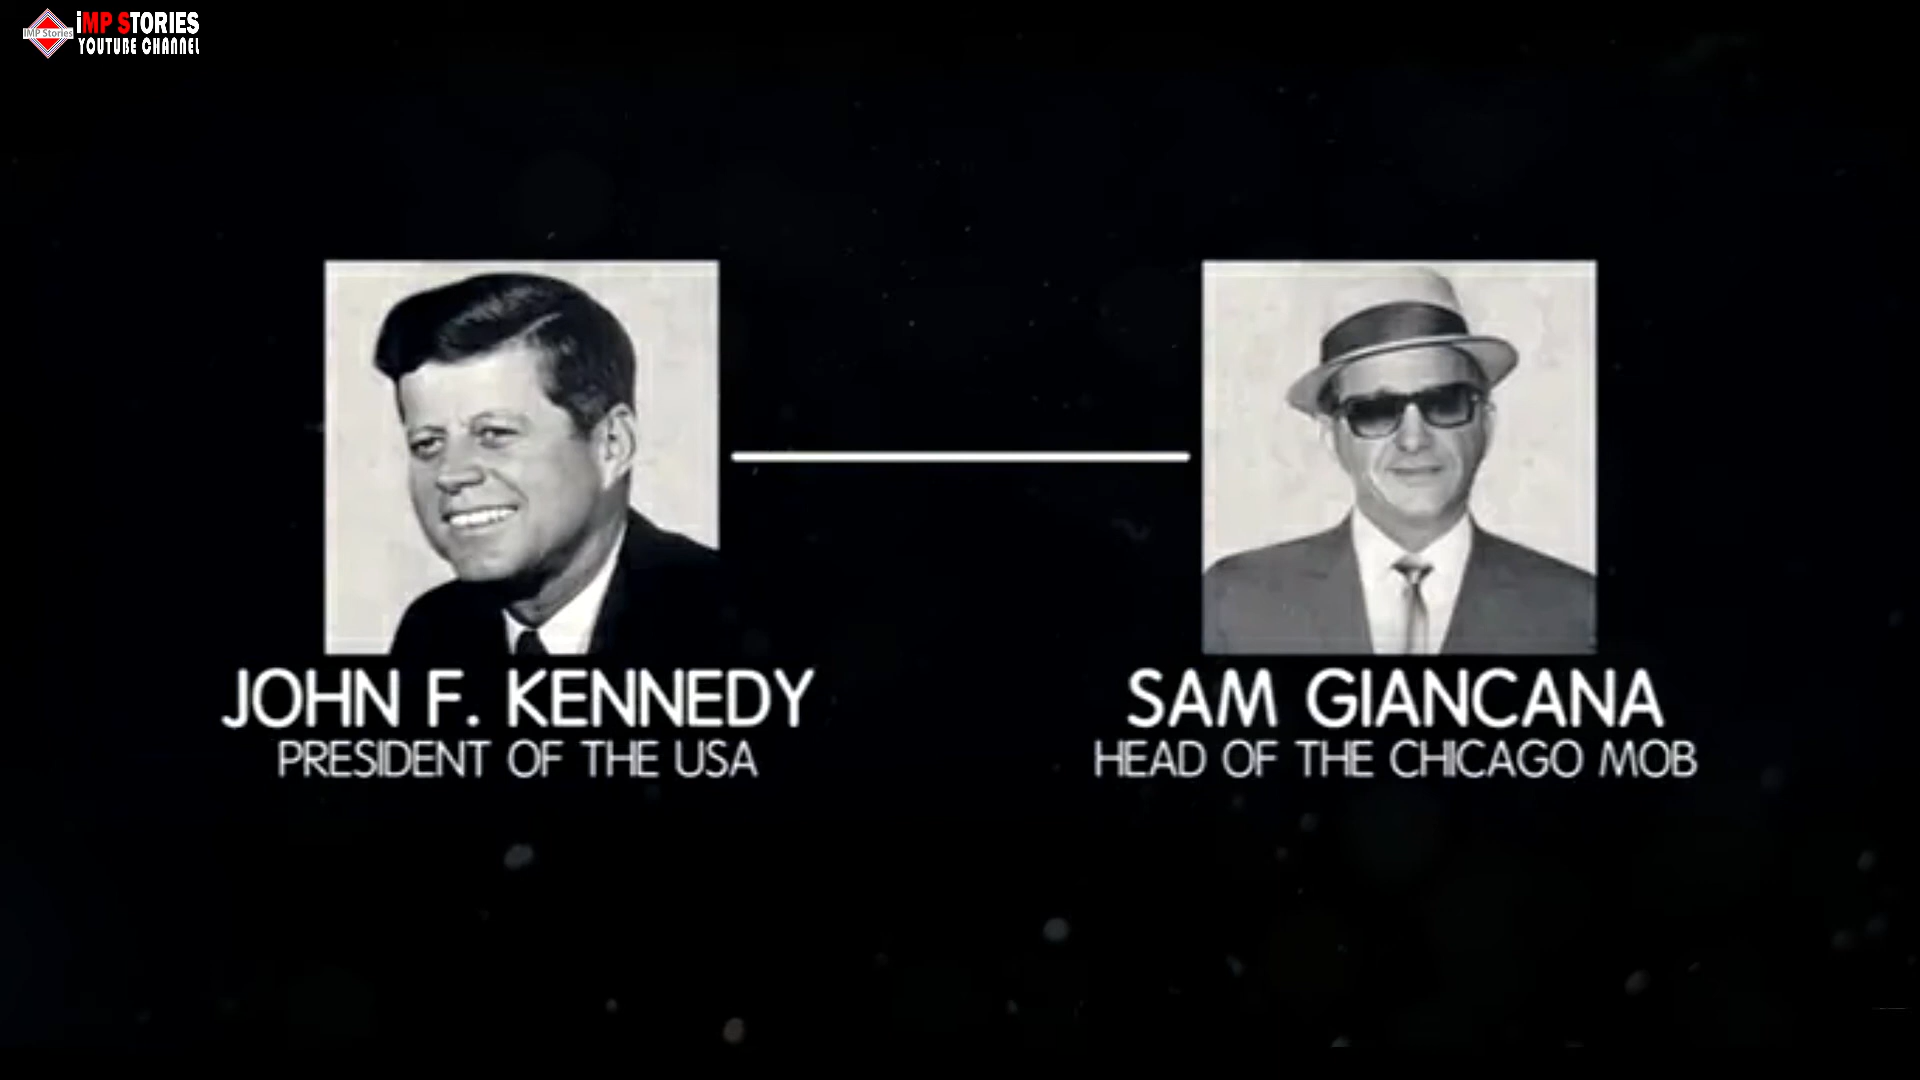 IMP Stories
iMP STORIES
YOUTUBE CHANNEL
JOHN F. KENNEDY
PRESIDENT OF THE USA
SAM GIANCANA
HEAD OF THE CHICAGO MOB